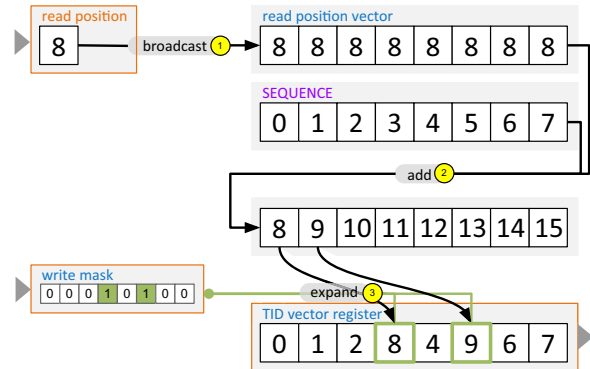 read position
8
broadcast 1
read position vector
8 8 8 8 8 8 8 8
SEQUENCE
0 1 2 3 4 5 6 7
add 2
8 9 10 11 12 13 14 15
write mask
0 0 0 1 0 1 0 0
expand 3
TID vector register
0 1 2 8 4 9 6 7